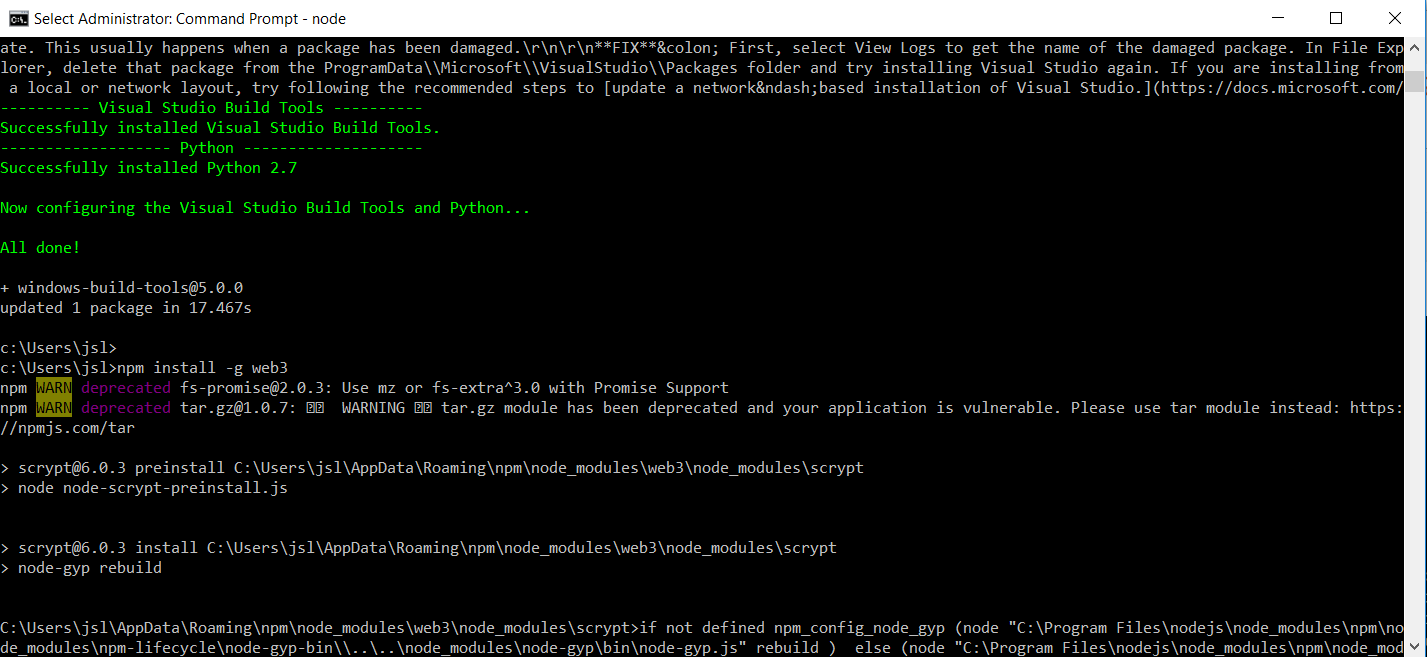 Select Administrator: Command Prompt - node
ate. This usually happens when a package has been damaged.\r\n\r\n**FIX**&colon; First, select View Logs to get the name of the damaged package. In File Exp
lorer, delete that package from the ProgramData\\Microsoft\\VisualStudio\\Packages folder and try installing Visual Studio again. If you are installing from
 a local or network layout, try following the recommended steps to [update a network&ndash;based installation of Visual Studio.](https://docs.microsoft.com/
---------- Visual Studio Build Tools ----------
Successfully installed Visual Studio Build Tools.
------------------- Python --------------------
Successfully installed Python 2.7
Now configuring the Visual Studio Build Tools and Python...
All done!
+ windows-build-tools@5.0.0
updated 1 package in 17.467s
c:\Users\jsl>
c:\Users\jsl>npm install -g web3
npm WARN deprecated fs-promise@2.0.3: Use mz or fs-extra^3.0 with Promise Support
npm WARN deprecated tar.gz@1.0.7: ⍰⍰  WARNING ⍰⍰ tar.gz module has been deprecated and your application is vulnerable. Please use tar module instead: https:
//npmjs.com/tar
> scrypt@6.0.3 preinstall C:\Users\jsl\AppData\Roaming\npm\node_modules\web3\node_modules\scrypt
> node node-scrypt-preinstall.js
> scrypt@6.0.3 install C:\Users\jsl\AppData\Roaming\npm\node_modules\web3\node_modules\scrypt
> node-gyp rebuild
C:\Users\jsl\AppData\Roaming\npm\node_modules\web3\node_modules\scrypt>if not defined npm_config_node_gyp (node "C:\Program Files\nodejs\node_modules\npm\no
de_modules\npm-lifecycle\node-gyp-bin\\..\..\node_modules\node-gyp\bin\node-gyp.js" rebuild )  else (node "C:\Program Files\nodejs\node_modules\npm\node_mod